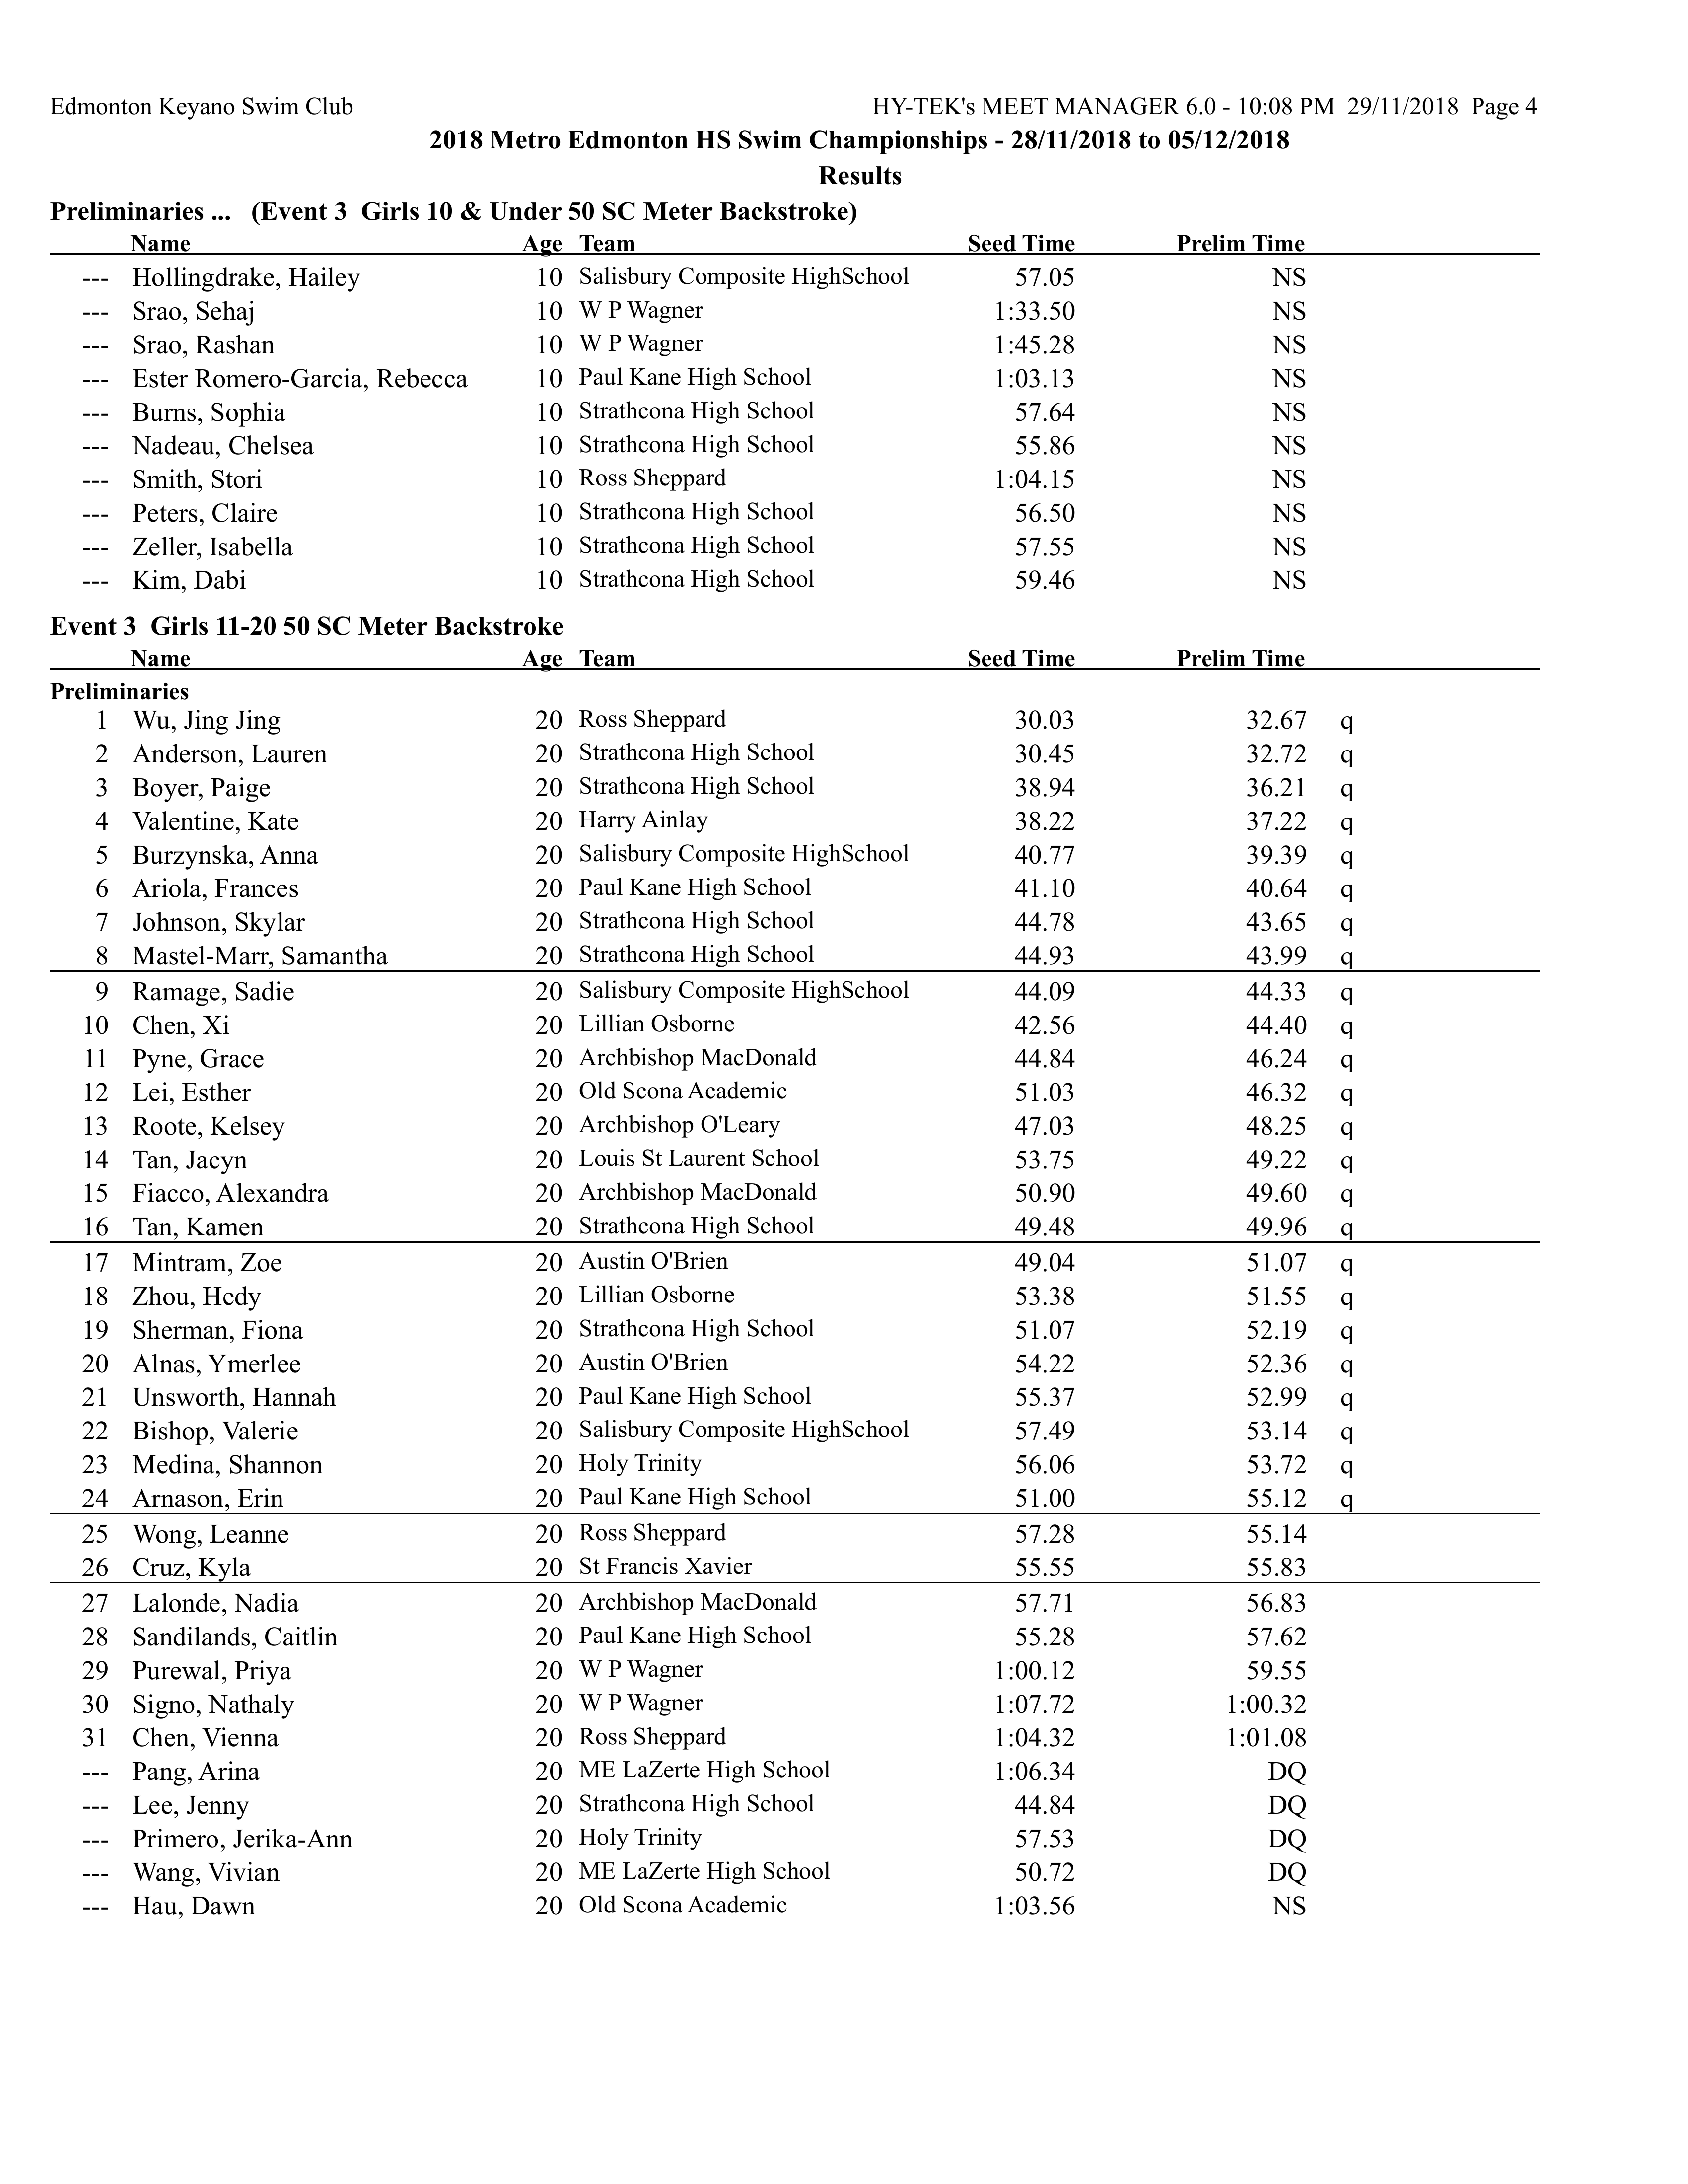 Edmonton Keyano Swim Club HY-TEK's MEET MANAGER 6.0 - 10:08 PM 29/11/2018 Page 4
2018 Metro Edmonton HS Swim Championships - 28/11/2018 to 05/12/2018
Results
Preliminaries ... (Event 3 Girls 10 & Under 50 SC Meter Backstroke)
Name Age Team Seed Time Prelim Time
--- Hollingdrake, Hailey 10 Salisbury Composite HighSchool 57.05 NS
--- Srao, Sehaj 10 W P Wagner 1:33.50 NS
--- Srao, Rashan 10 W P Wagner 1:45.28 NS
--- Ester Romero-Garcia, Rebecca 10 Paul Kane High School 1:03.13 NS
--- Burns, Sophia 10 Strathcona High School 57.64 NS
--- Nadeau, Chelsea 10 Strathcona High School 55.86 NS
--- Smith, Stori 10 Ross Sheppard 1:04.15 NS
--- Peters, Claire 10 Strathcona High School 56.50 NS
--- Zeller, Isabella 10 Strathcona High School 57.55 NS
--- Kim, Dabi 10 Strathcona High School 59.46 NS
Event 3 Girls 11-20 50 SC Meter Backstroke
Name Age Team Seed Time Prelim Time
Preliminaries
1 Wu, Jing Jing 20 Ross Sheppard 30.03 32.67 q
2 Anderson, Lauren 20 Strathcona High School 30.45 32.72 q
3 Boyer, Paige 20 Strathcona High School 38.94 36.21 q
4 Valentine, Kate 20 Harry Ainlay 38.22 37.22 q
5 Burzynska, Anna 20 Salisbury Composite HighSchool 40.77 39.39 q
6 Ariola, Frances 20 Paul Kane High School 41.10 40.64 q
7 Johnson, Skylar 20 Strathcona High School 44.78 43.65 q
8 Mastel-Marr, Samantha 20 Strathcona High School 44.93 43.99 q
9 Ramage, Sadie 20 Salisbury Composite HighSchool 44.09 44.33 q
10 Chen, Xi 20 Lillian Osborne 42.56 44.40 q
11 Pyne, Grace 20 Archbishop MacDonald 44.84 46.24 q
12 Lei, Esther 20 Old Scona Academic 51.03 46.32 q
13 Roote, Kelsey 20 Archbishop O'Leary 47.03 48.25 q
14 Tan, Jacyn 20 Louis St Laurent School 53.75 49.22 q
15 Fiacco, Alexandra 20 Archbishop MacDonald 50.90 49.60 q
16 Tan, Kamen 20 Strathcona High School 49.48 49.96 q
17 Mintram, Zoe 20 Austin O'Brien 49.04 51.07 q
18 Zhou, Hedy 20 Lillian Osborne 53.38 51.55 q
19 Sherman, Fiona 20 Strathcona High School 51.07 52.19 q
20 Alnas, Ymerlee 20 Austin O'Brien 54.22 52.36 q
21 Unsworth, Hannah 20 Paul Kane High School 55.37 52.99 q
22 Bishop, Valerie 20 Salisbury Composite HighSchool 57.49 53.14 q
23 Medina, Shannon 20 Holy Trinity 56.06 53.72 q
24 Arnason, Erin 20 Paul Kane High School 51.00 55.12 q
25 Wong, Leanne 20 Ross Sheppard 57.28 55.14
26 Cruz, Kyla 20 St Francis Xavier 55.55 55.83
27 Lalonde, Nadia 20 Archbishop MacDonald 57.71 56.83
28 Sandilands, Caitlin 20 Paul Kane High School 55.28 57.62
29 Purewal, Priya 20 W P Wagner 1:00.12 59.55
30 Signo, Nathaly 20 W P Wagner 1:07.72 1:00.32
31 Chen, Vienna 20 Ross Sheppard 1:04.32 1:01.08
--- Pang, Arina 20 ME LaZerte High School 1:06.34 DQ
--- Lee, Jenny 20 Strathcona High School 44.84 DQ
--- Primero, Jerika-Ann 20 Holy Trinity 57.53 DQ
--- Wang, Vivian 20 ME LaZerte High School 50.72 DQ
--- Hau, Dawn 20 Old Scona Academic 1:03.56 NS